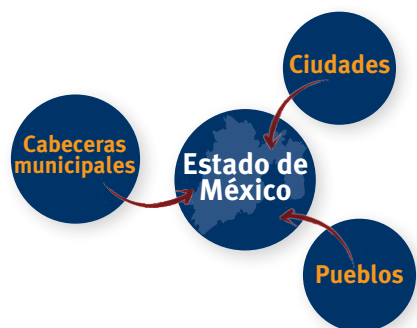 Ciudades
Cabeceras
municipales
Estado de
México
Pueblos